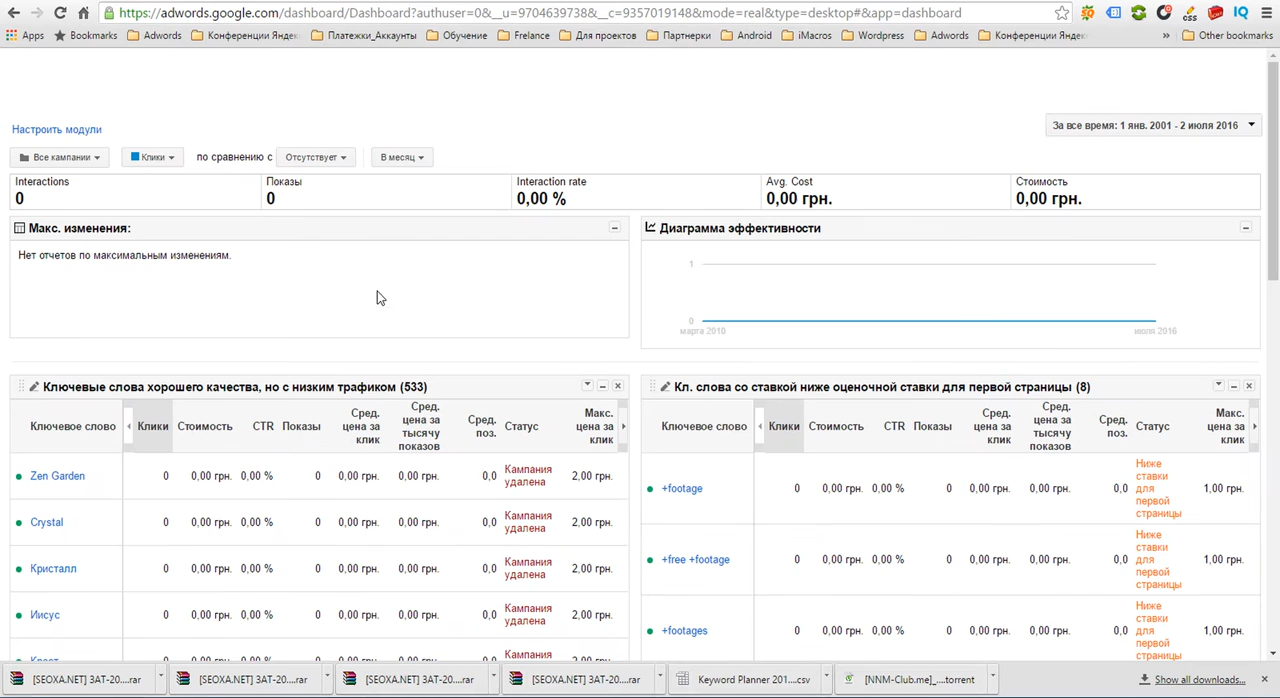 https://adwords.google.com/dashboard/Dashboard?authuser=0&__u=9704639738&__c=9357019148&mode=real&type=desktop#&app=dashboard
Apps Bookmarks Adwords Конференции Яндек Платежки_Аккаунты Обучение Frelance Для проектов Партнерки Android iMacros Wordpress Adwords Конференции Яндек » Other bookmarks
Настроить модули
За все время: 1 янв. 2001 - 2 июля 2016
Все кампании Клики по сравнению с Отсутствует В месяц
Interactions Показы Interaction rate Avg. Cost Стоимость
0 0 0,00 % 0,00 грн. 0,00 грн.
Макс. изменения:
Нет отчетов по максимальным изменениям.
Диаграмма эффективности
1
0
марта 2010 июля 2016
Ключевые слова хорошего качества, но с низким трафиком (533)
Ключевое слово Клики Стоимость CTR Показы Сред. цена за клик Сред. цена за тысячу показов Сред. поз. Статус Макс. цена за клик
Zen Garden 0 0,00 грн. 0,00 % 0 0,00 грн. 0,00 грн. 0,0 Кампания удалена 2,00 грн.
Crystal 0 0,00 грн. 0,00 % 0 0,00 грн. 0,00 грн. 0,0 Кампания удалена 2,00 грн.
Кристалл 0 0,00 грн. 0,00 % 0 0,00 грн. 0,00 грн. 0,0 Кампания удалена 2,00 грн.
Иисус 0 0,00 грн. 0,00 % 0 0,00 грн. 0,00 грн. 0,0 Кампания удалена 2,00 грн.
Кампания
Кл. слова со ставкой ниже оценочной ставки для первой страницы (8)
Ключевое слово Клики Стоимость CTR Показы Сред. цена за клик Сред. цена за тысячу показов Сред. поз. Статус Макс. цена за клик
+footage 0 0,00 грн. 0,00 % 0 0,00 грн. 0,00 грн. 0,0 Ниже ставки для первой страницы 1,00 грн.
+free +footage 0 0,00 грн. 0,00 % 0 0,00 грн. 0,00 грн. 0,0 Ниже ставки для первой страницы 1,00 грн.
+footages 0 0,00 грн. 0,00 % 0 0,00 грн. 0,00 грн. 0,0 Ниже ставки для первой страницы 1,00 грн.
[SEOXA.NET] ЗАТ-20....rar [SEOXA.NET] ЗАТ-20....rar [SEOXA.NET] ЗАТ-20....rar [SEOXA.NET] ЗАТ-20....rar Keyword Planner 201....csv [NNM-Club.me]_....torrent Show all downloads...